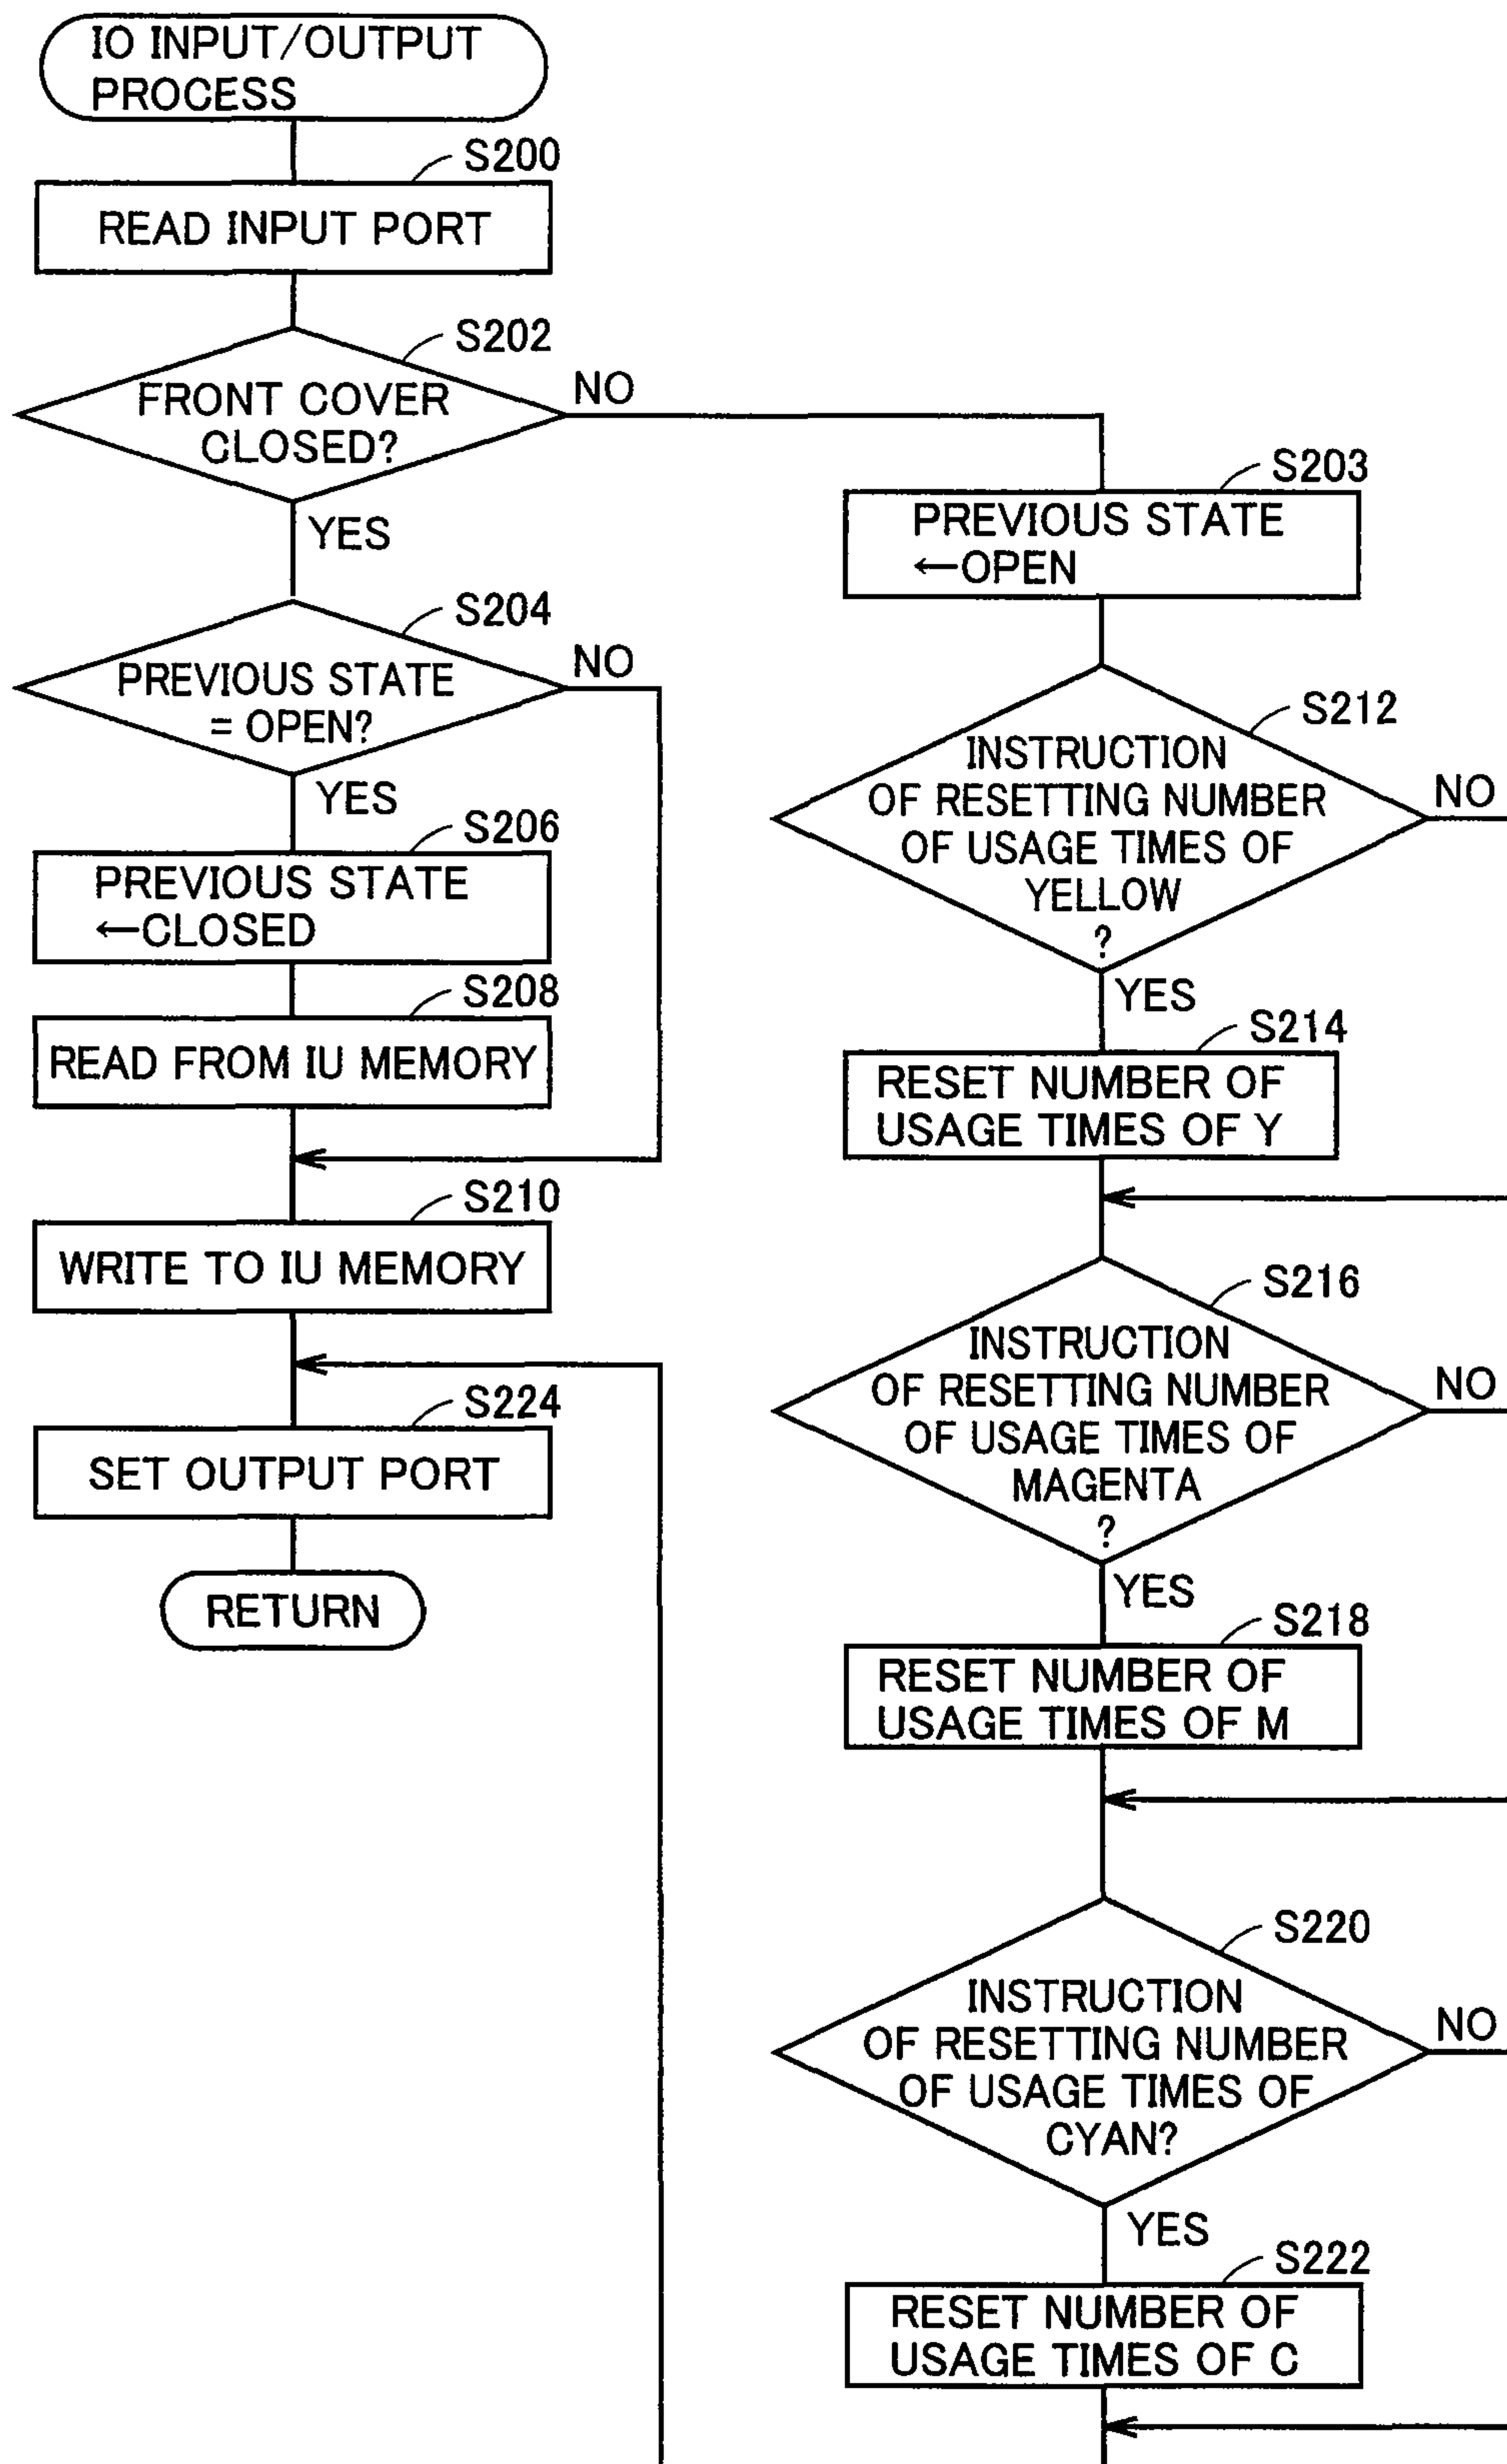 IO INPUT/OUTPUT
PROCESS
S200
READ INPUT PORT
S202
FRONT COVER
CLOSED?
NO
YES
S204
PREVIOUS STATE
= OPEN?
NO
YES
S206
PREVIOUS STATE
←CLOSED
S208
READ FROM IU MEMORY
S210
WRITE TO IU MEMORY
S224
SET OUTPUT PORT
RETURN
S203
PREVIOUS STATE
←OPEN
S212
INSTRUCTION
OF RESETTING NUMBER
OF USAGE TIMES OF
YELLOW
?
NO
YES
S214
RESET NUMBER OF
USAGE TIMES OF Y
S216
INSTRUCTION
OF RESETTING NUMBER
OF USAGE TIMES OF
MAGENTA
?
NO
YES
S218
RESET NUMBER OF
USAGE TIMES OF M
S220
INSTRUCTION
OF RESETTING NUMBER
OF USAGE TIMES OF
CYAN?
NO
YES
S222
RESET NUMBER OF
USAGE TIMES OF C